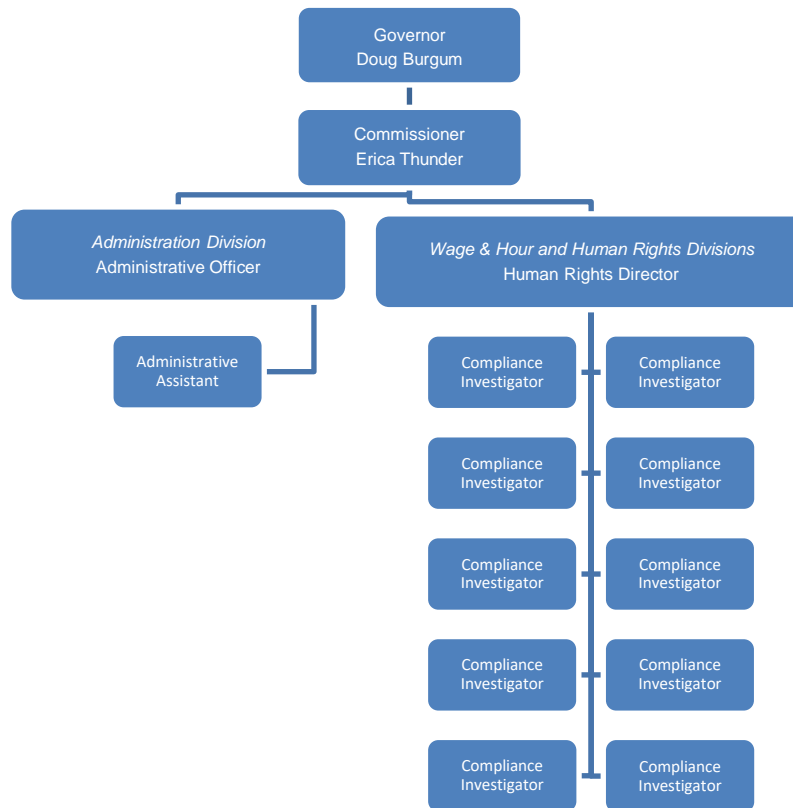 Governor
Doug Burgum
Commissioner
Erica Thunder
Administration Division
Administrative Officer
Wage & Hour and Human Rights Divisions
Human Rights Director
Administrative
Assistant
Compliance
Investigator
Compliance
Investigator
Compliance
Investigator
Compliance
Investigator
Compliance
Investigator
Compliance
Investigator
Compliance
Investigator
Compliance
Investigator
Compliance
Investigator
Compliance
Investigator